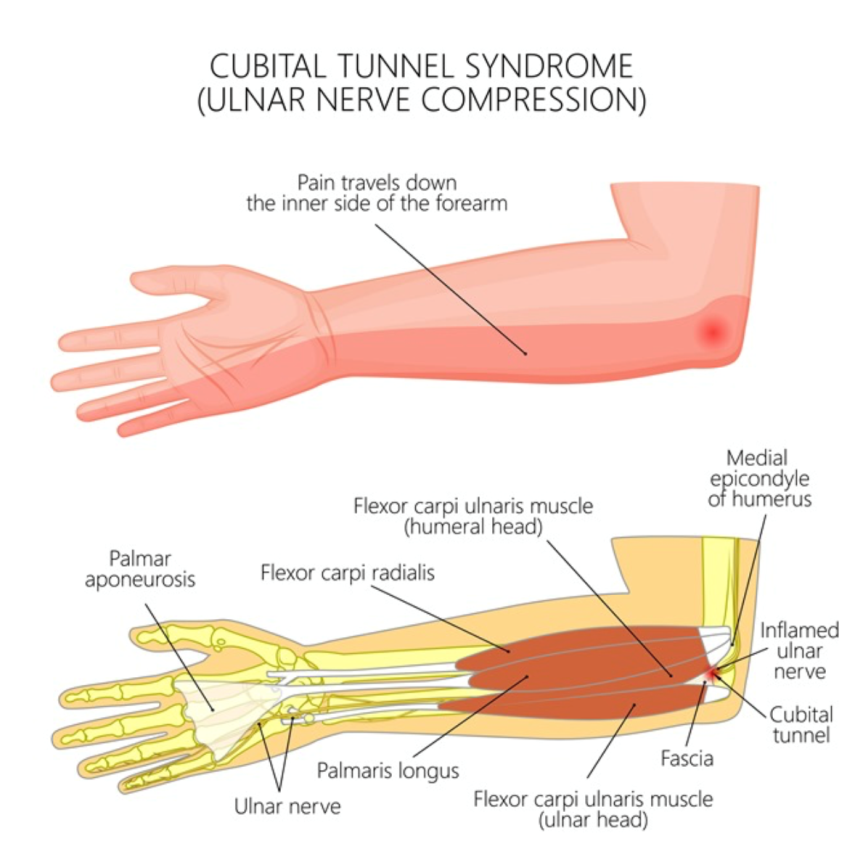 CUBITAL TUNNEL SYNDROME
(ULNAR NERVE COMPRESSION)
Pain travels down
the inner side of the forearm
Medial
epicondyle
of humerus
Flexor carpi ulnaris muscle
(humeral head)
Palmar
aponeurosis
Flexor carpi radialis
Inflamed
ulnar
nerve
Cubital
tunnel
Fascia
Palmaris longus
Ulnar nerve
Flexor carpi ulnaris muscle
(ulnar head)